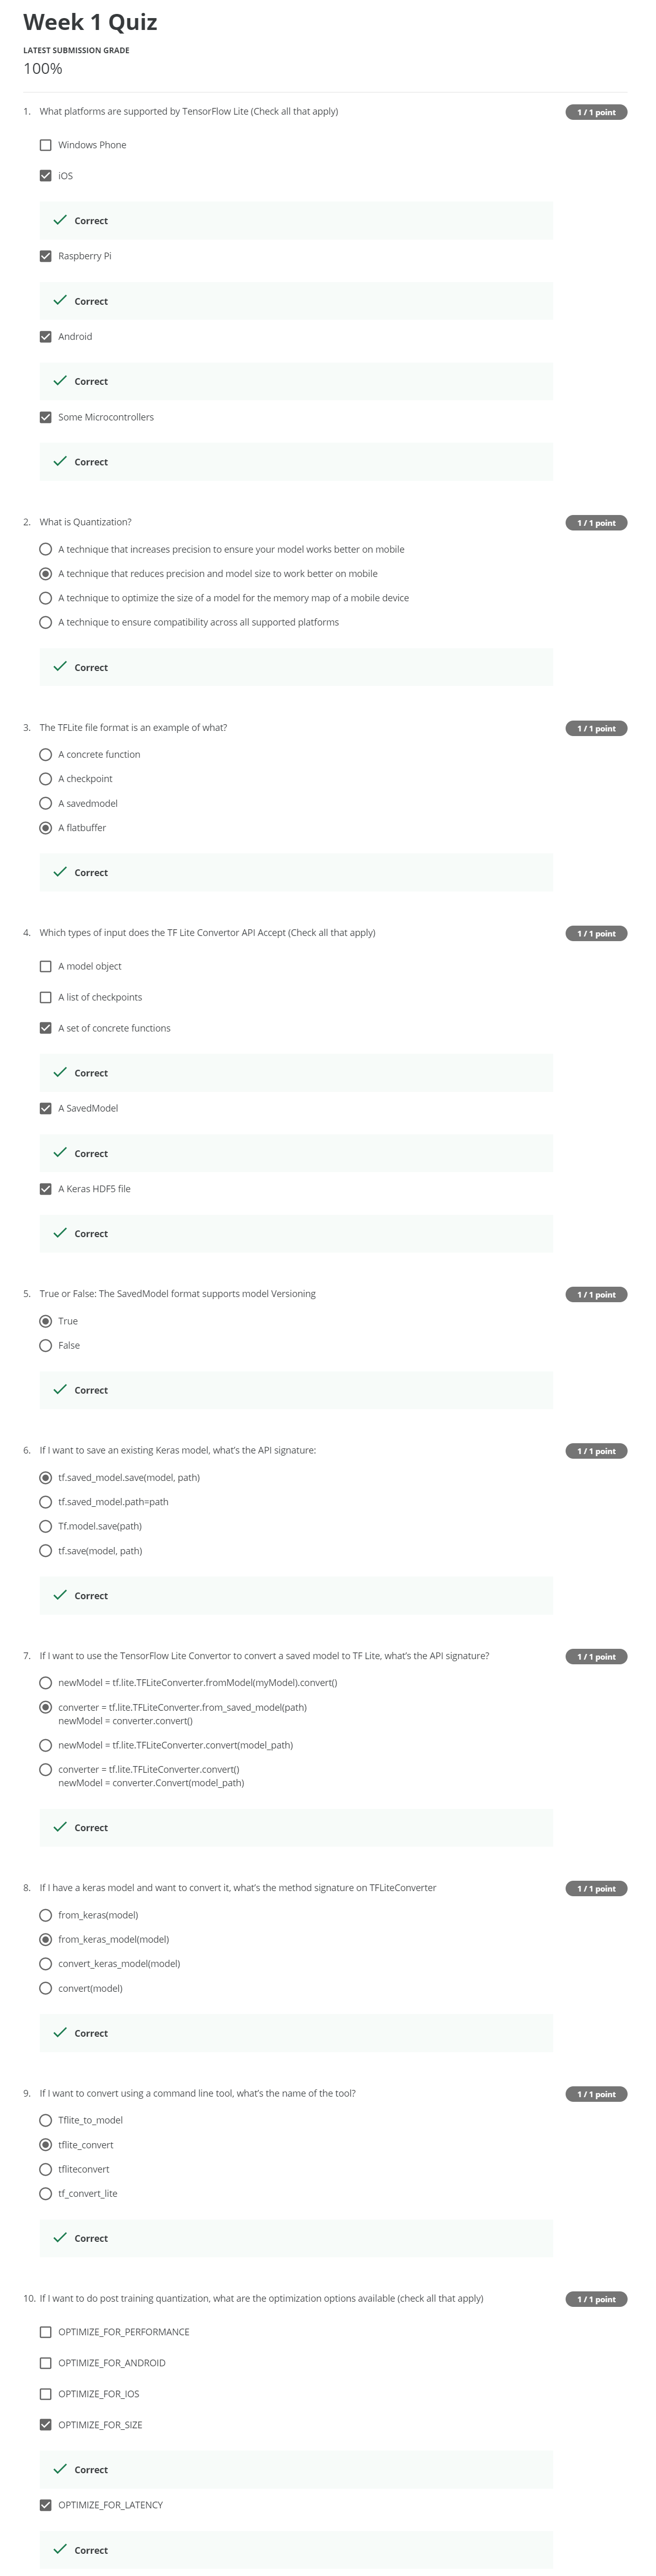 Week 1 Quiz
LATEST SUBMISSION GRADE
100%
1. What platforms are supported by TensorFlow Lite (Check all that apply)
1 / 1 point
Windows Phone
iOS
Correct
Raspberry Pi
Correct
Android
Correct
Some Microcontrollers
Correct
2. What is Quantization?
1 / 1 point
A technique that increases precision to ensure your model works better on mobile
A technique that reduces precision and model size to work better on mobile
A technique to optimize the size of a model for the memory map of a mobile device
A technique to ensure compatibility across all supported platforms
Correct
3. The TFLite file format is an example of what?
1 / 1 point
A concrete function
A checkpoint
A savedmodel
A flatbuffer
Correct
4. Which types of input does the TF Lite Convertor API Accept (Check all that apply)
1 / 1 point
A model object
A list of checkpoints
A set of concrete functions
Correct
A SavedModel
Correct
A Keras HDF5 file
Correct
5. True or False: The SavedModel format supports model Versioning
1 / 1 point
True
False
Correct
6. If I want to save an existing Keras model, what's the API signature:
1 / 1 point
tf.saved_model.save(model, path)
tf.saved_model.path=path
Tf.model.save(path)
tf.save(model, path)
Correct
7. If I want to use the TensorFlow Lite Convertor to convert a saved model to TF Lite, what's the API signature?
1 / 1 point
newModel = tf.lite.TFLiteConverter.fromModel(myModel).convert()
converter = tf.lite.TFLiteConverter.from_saved_model(path)
newModel = converter.convert()
newModel = tf.lite.TFLiteConverter.convert(model_path)
converter = tf.lite.TFLiteConverter.convert()
newModel = converter.Convert(model_path)
Correct
8. If I have a keras model and want to convert it, what's the method signature on TFLiteConverter
1 / 1 point
from_keras(model)
from_keras_model(model)
convert_keras_model(model)
convert(model)
Correct
9. If I want to convert using a command line tool, what's the name of the tool?
1 / 1 point
Tflite_to_model
tflite_convert
tfliteconvert
tf_convert_lite
Correct
10. If I want to do post training quantization, what are the optimization options available (check all that apply)
1 / 1 point
OPTIMIZE_FOR_PERFORMANCE
OPTIMIZE_FOR_ANDROID
OPTIMIZE_FOR_IOS
OPTIMIZE_FOR_SIZE
Correct
OPTIMIZE_FOR_LATENCY
Correct